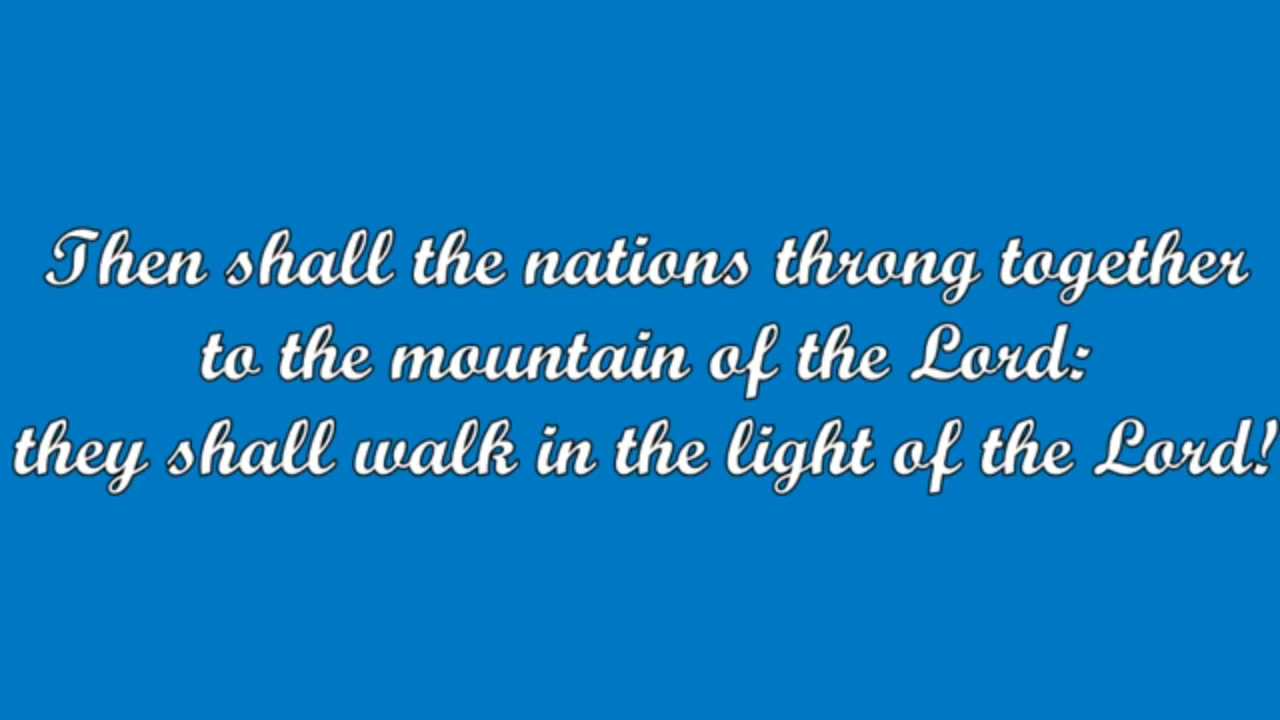 Then shall the nations throng together
to the mountain of the Lord:
they shall walk in the light of the Lord!